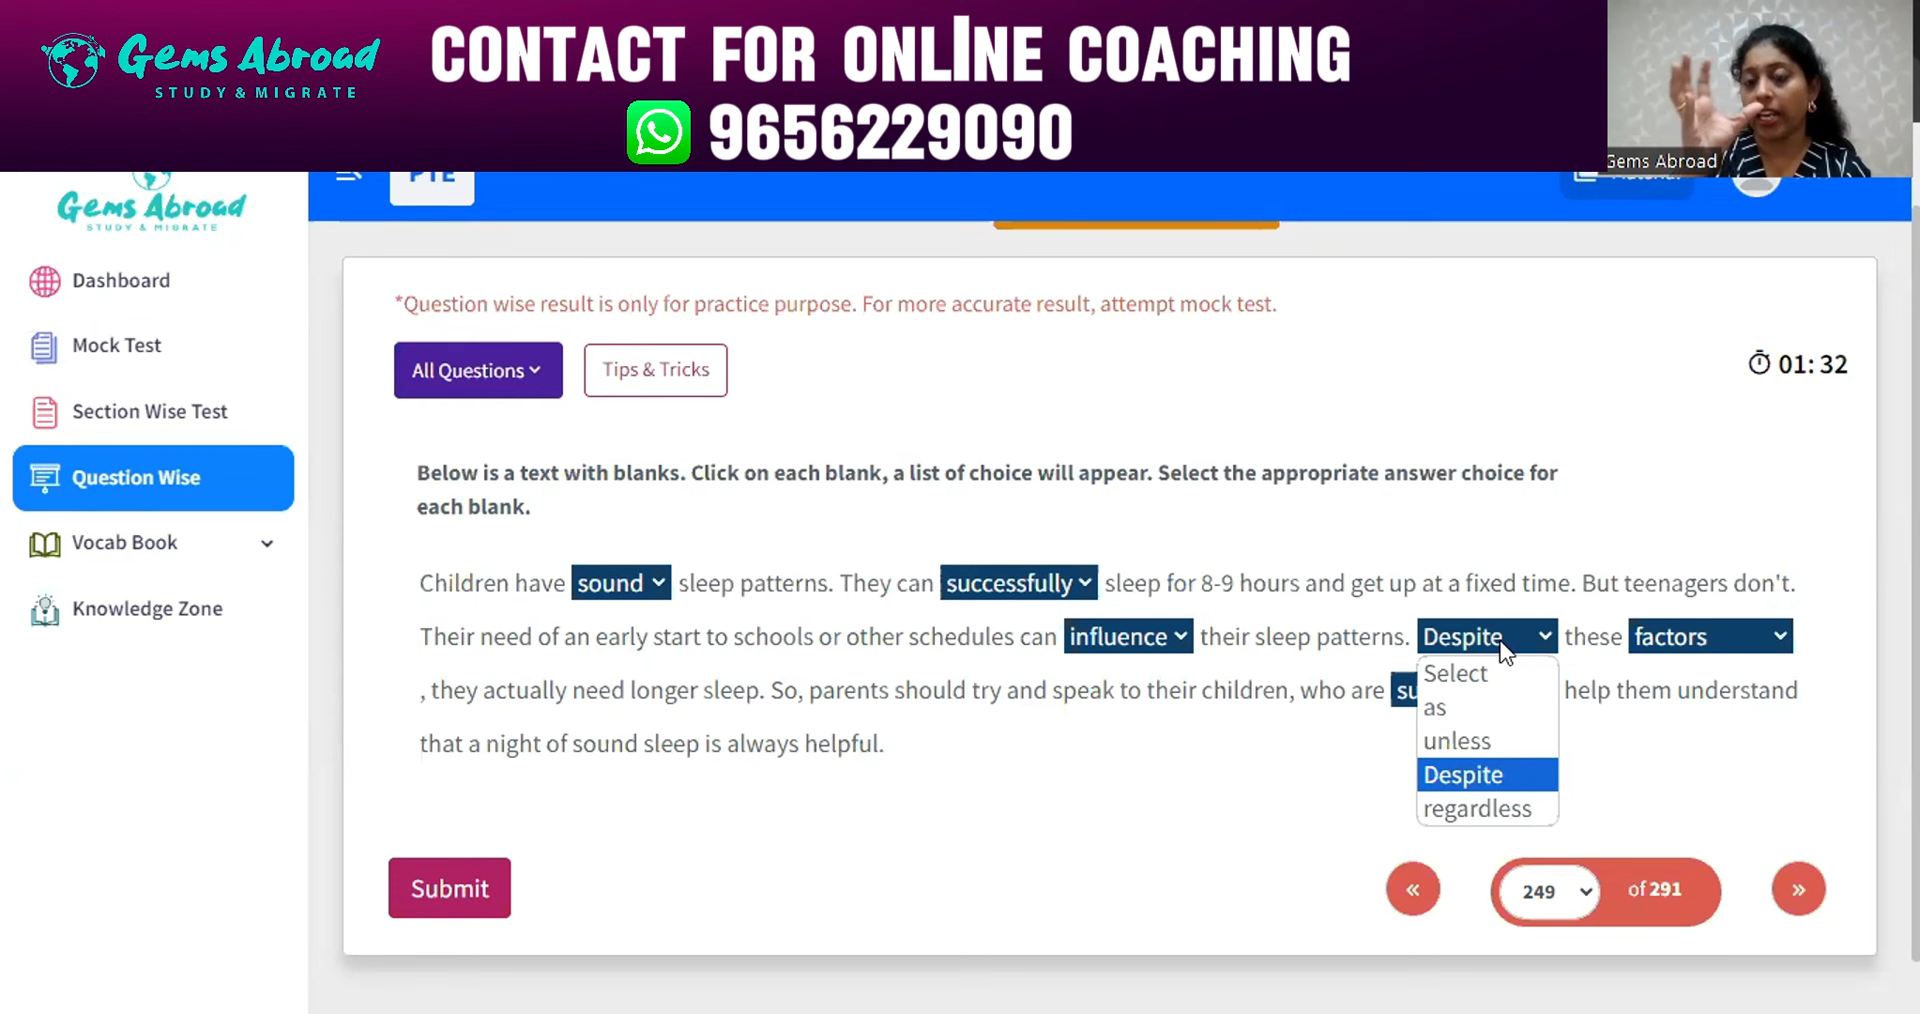 Gems Abroad
STUDY & MIGRATE
CONTACT FOR ONLINE COACHING
9656229090
Gems Abroad
PTE
Material
Gems Abroad
STUDY & MIGRATE
Dashboard
Mock Test
Section Wise Test
Question Wise
Vocab Book
Knowledge Zone
*Question wise result is only for practice purpose. For more accurate result, attempt mock test.
All Questions
Tips & Tricks
01: 32
Below is a text with blanks. Click on each blank, a list of choice will appear. Select the appropriate answer choice for
each blank.
Children have sound sleep patterns. They can successfully sleep for 8-9 hours and get up at a fixed time. But teenagers don't.
Their need of an early start to schools or other schedules can influence their sleep patterns. Despite these factors
, they actually need longer sleep. So, parents should try and speak to their children, who are su help them understand
that a night of sound sleep is always helpful.
Select
as
unless
Despite
regardless
Submit
«
249 of 291
»